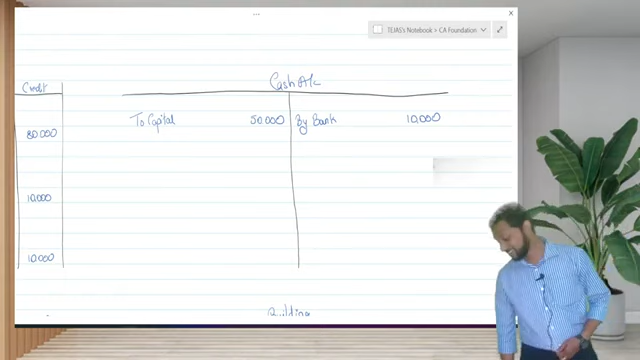 TEJAS's Notebook > CA Foundation
Credit
Cash A/c
To Capital 50.000 By Bank 10.000
80.000
10.000
10.000
Building